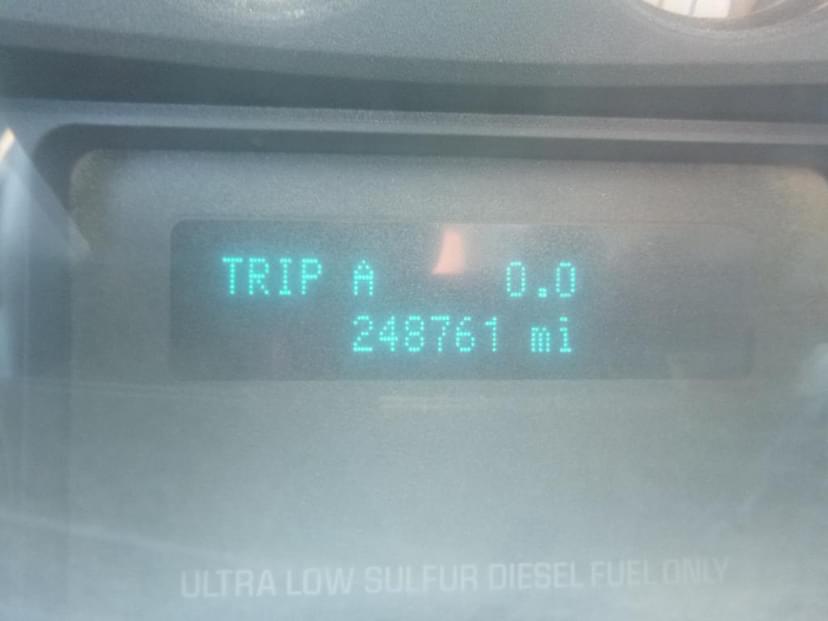 TRIP A 0.0
248761 mi
ULTRA LOW SULFUR DIESEL FUEL ONLY